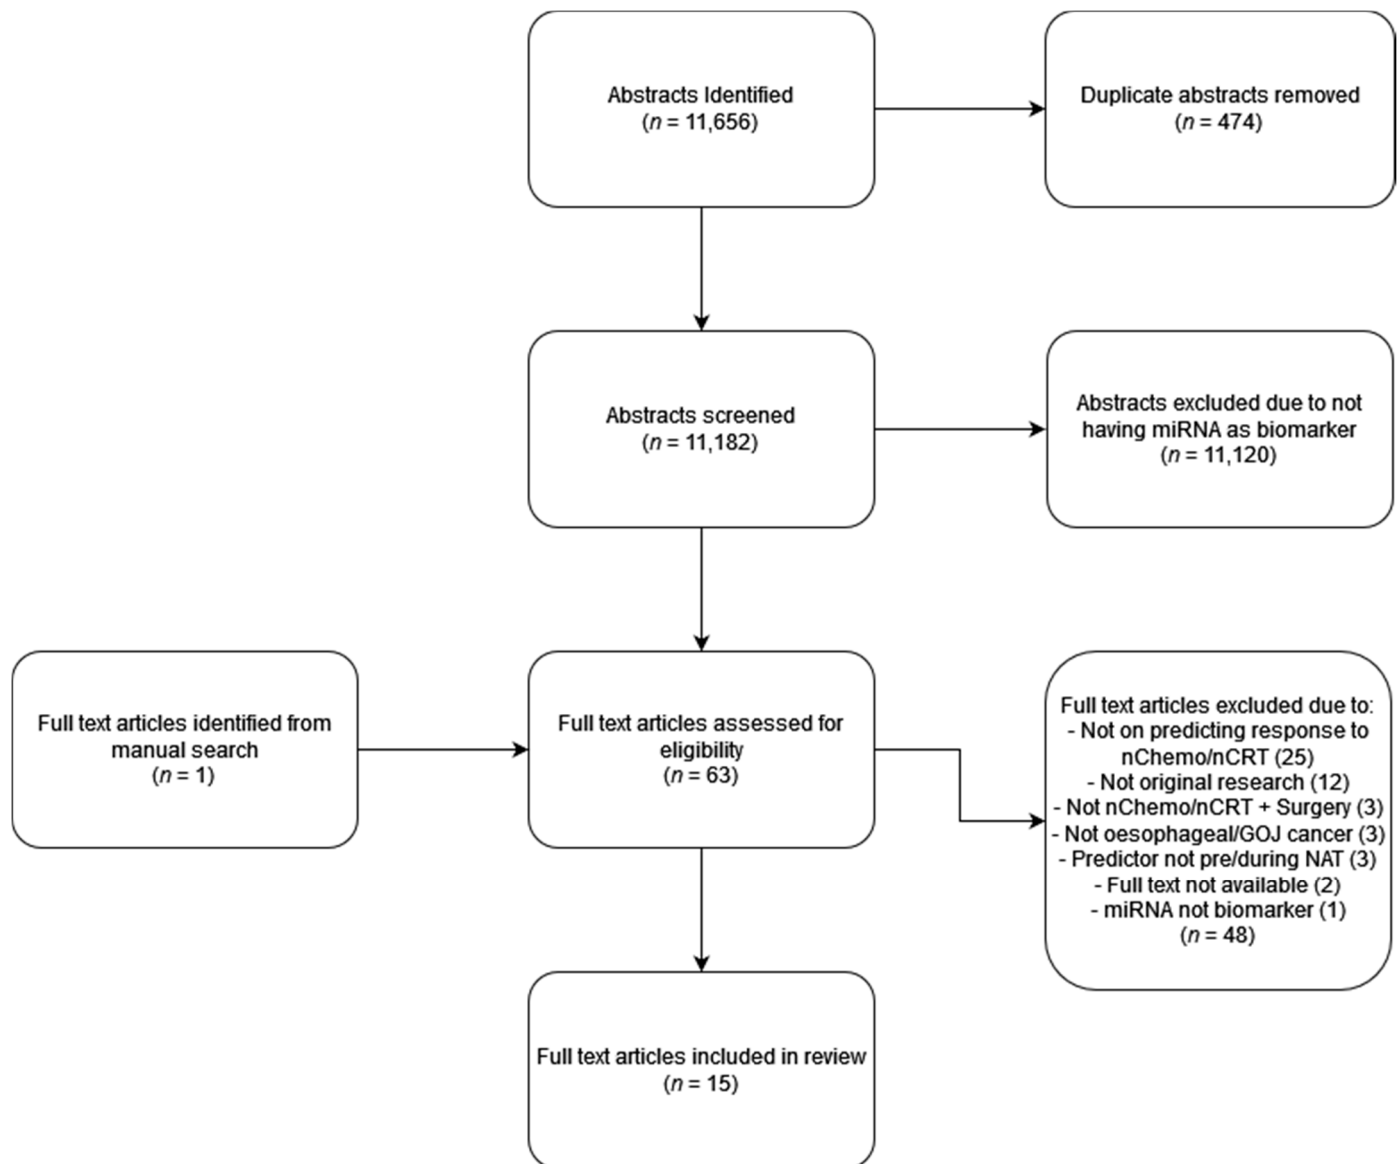 Abstracts Identified
(n = 11,656)
Duplicate abstracts removed
(n = 474)
Abstracts screened
(n = 11,182)
Abstracts excluded due to not
having miRNA as biomarker
(n = 11,120)
Full text articles identified from
manual search
(n = 1)
Full text articles assessed for
eligibility
(n = 63)
Full text articles excluded due to:
- Not on predicting response to
nChemo/nCRT (25)
- Not original research (12)
- Not nChemo/nCRT + Surgery (3)
- Not oesophageal/GOJ cancer (3)
- Predictor not pre/during NAT (3)
- Full text not available (2)
- miRNA not biomarker (1)
(n = 48)
Full text articles included in review
(n = 15)